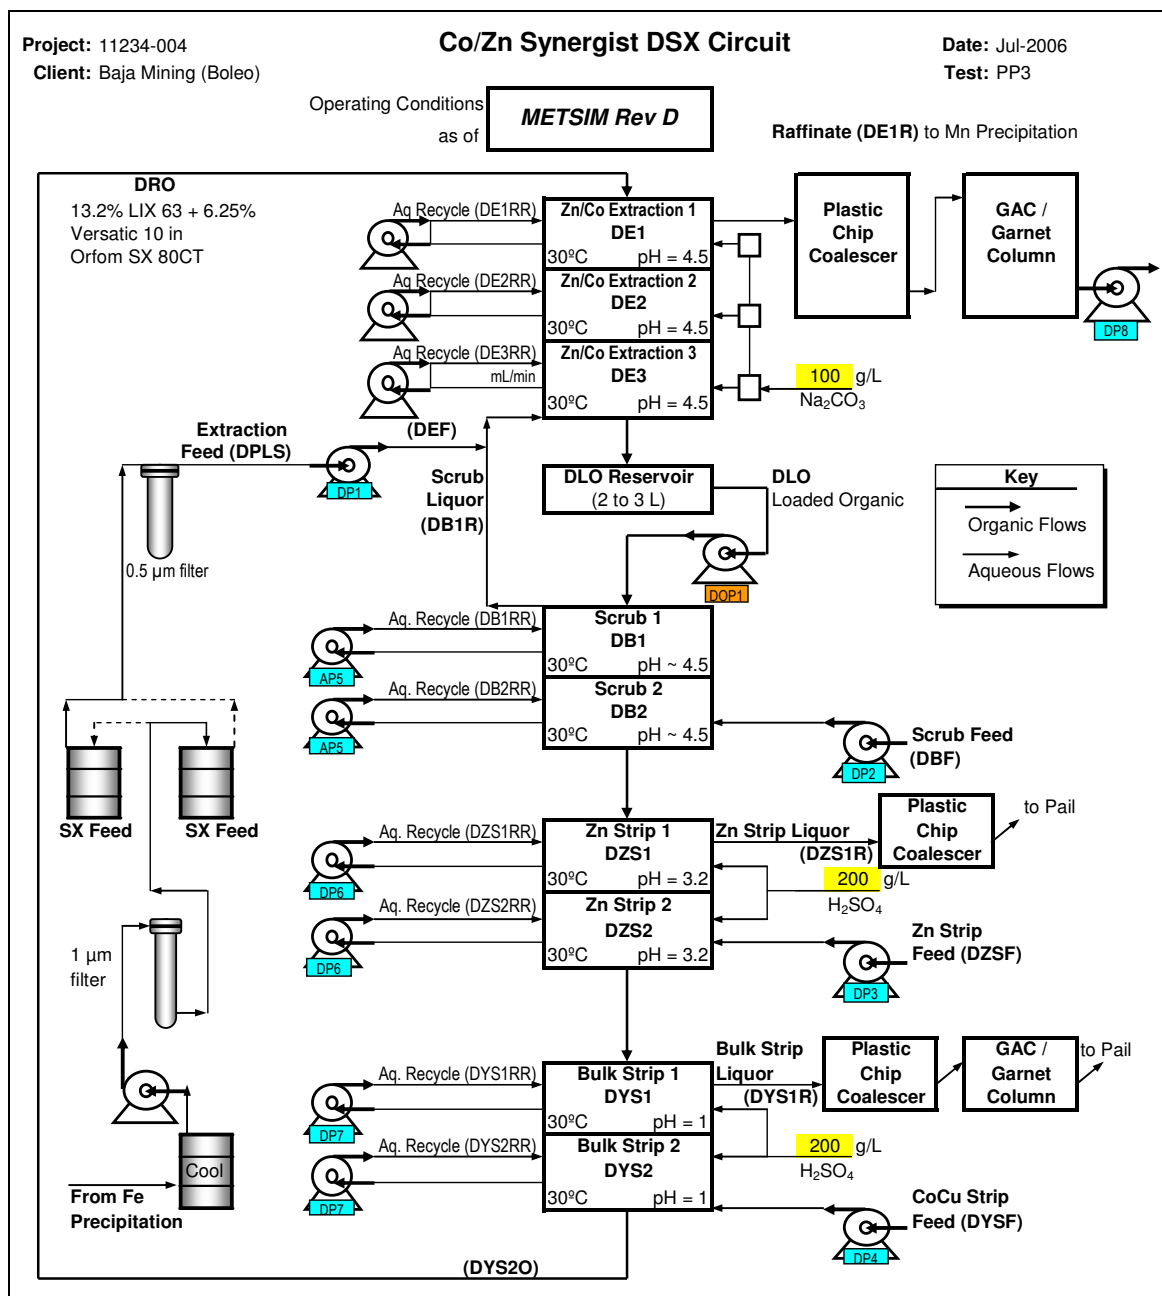 Co/Zn Synergist DSX Circuit
Project: 11234-004
Client: Baja Mining (Boleo)
Date: Jul-2006
Test: PP3
Operating Conditions
as of
METSIM Rev D
Raffinate (DE1R) to Mn Precipitation
DRO
13.2% LIX 63 + 6.25%
Versatic 10 in
Orfom SX 80CT
Aq Recycle (DE1RR)
Zn/Co Extraction 1
DE1
30ºC pH = 4.5
Plastic
Chip
Coalescer
GAC /
Garnet
Column
DP8
Aq Recycle (DE2RR)
Zn/Co Extraction 2
DE2
30ºC pH = 4.5
Aq Recycle (DE3RR)
mL/min
Zn/Co Extraction 3
DE3
30ºC pH = 4.5
100 g/L
Na₂CO₃
Extraction
Feed (DPLS)
DP1
(DEF)
Scrub
Liquor
(DB1R)
0.5 µm filter
DLO Reservoir
(2 to 3 L)
DLO
Loaded Organic
DOP1
Key
Organic Flows
Aqueous Flows
Aq. Recycle (DB1RR)
AP5
Scrub 1
DB1
30ºC pH ~ 4.5
Aq. Recycle (DB2RR)
AP5
Scrub 2
DB2
30ºC pH ~ 4.5
Scrub Feed
(DBF)
DP2
SX Feed
SX Feed
Aq. Recycle (DZS1RR)
DP6
Zn Strip 1
DZS1
30ºC pH = 3.2
Zn Strip Liquor
(DZS1R)
Plastic
Chip
Coalescer
to Pail
200 g/L
H₂SO₄
Aq. Recycle (DZS2RR)
DP6
Zn Strip 2
DZS2
30ºC pH = 3.2
Zn Strip
Feed (DZSF)
DP3
1 µm
filter
Aq. Recycle (DYS1RR)
DP7
Bulk Strip 1
DYS1
30ºC pH = 1
Bulk Strip
Liquor
(DYS1R)
Plastic
Chip
Coalescer
GAC /
Garnet
Column
to Pail
Aq. Recycle (DYS2RR)
DP7
Bulk Strip 2
DYS2
30ºC pH = 1
200 g/L
H₂SO₄
CoCu Strip
Feed (DYSF)
DP4
Cool
From Fe
Precipitation
(DYS2O)